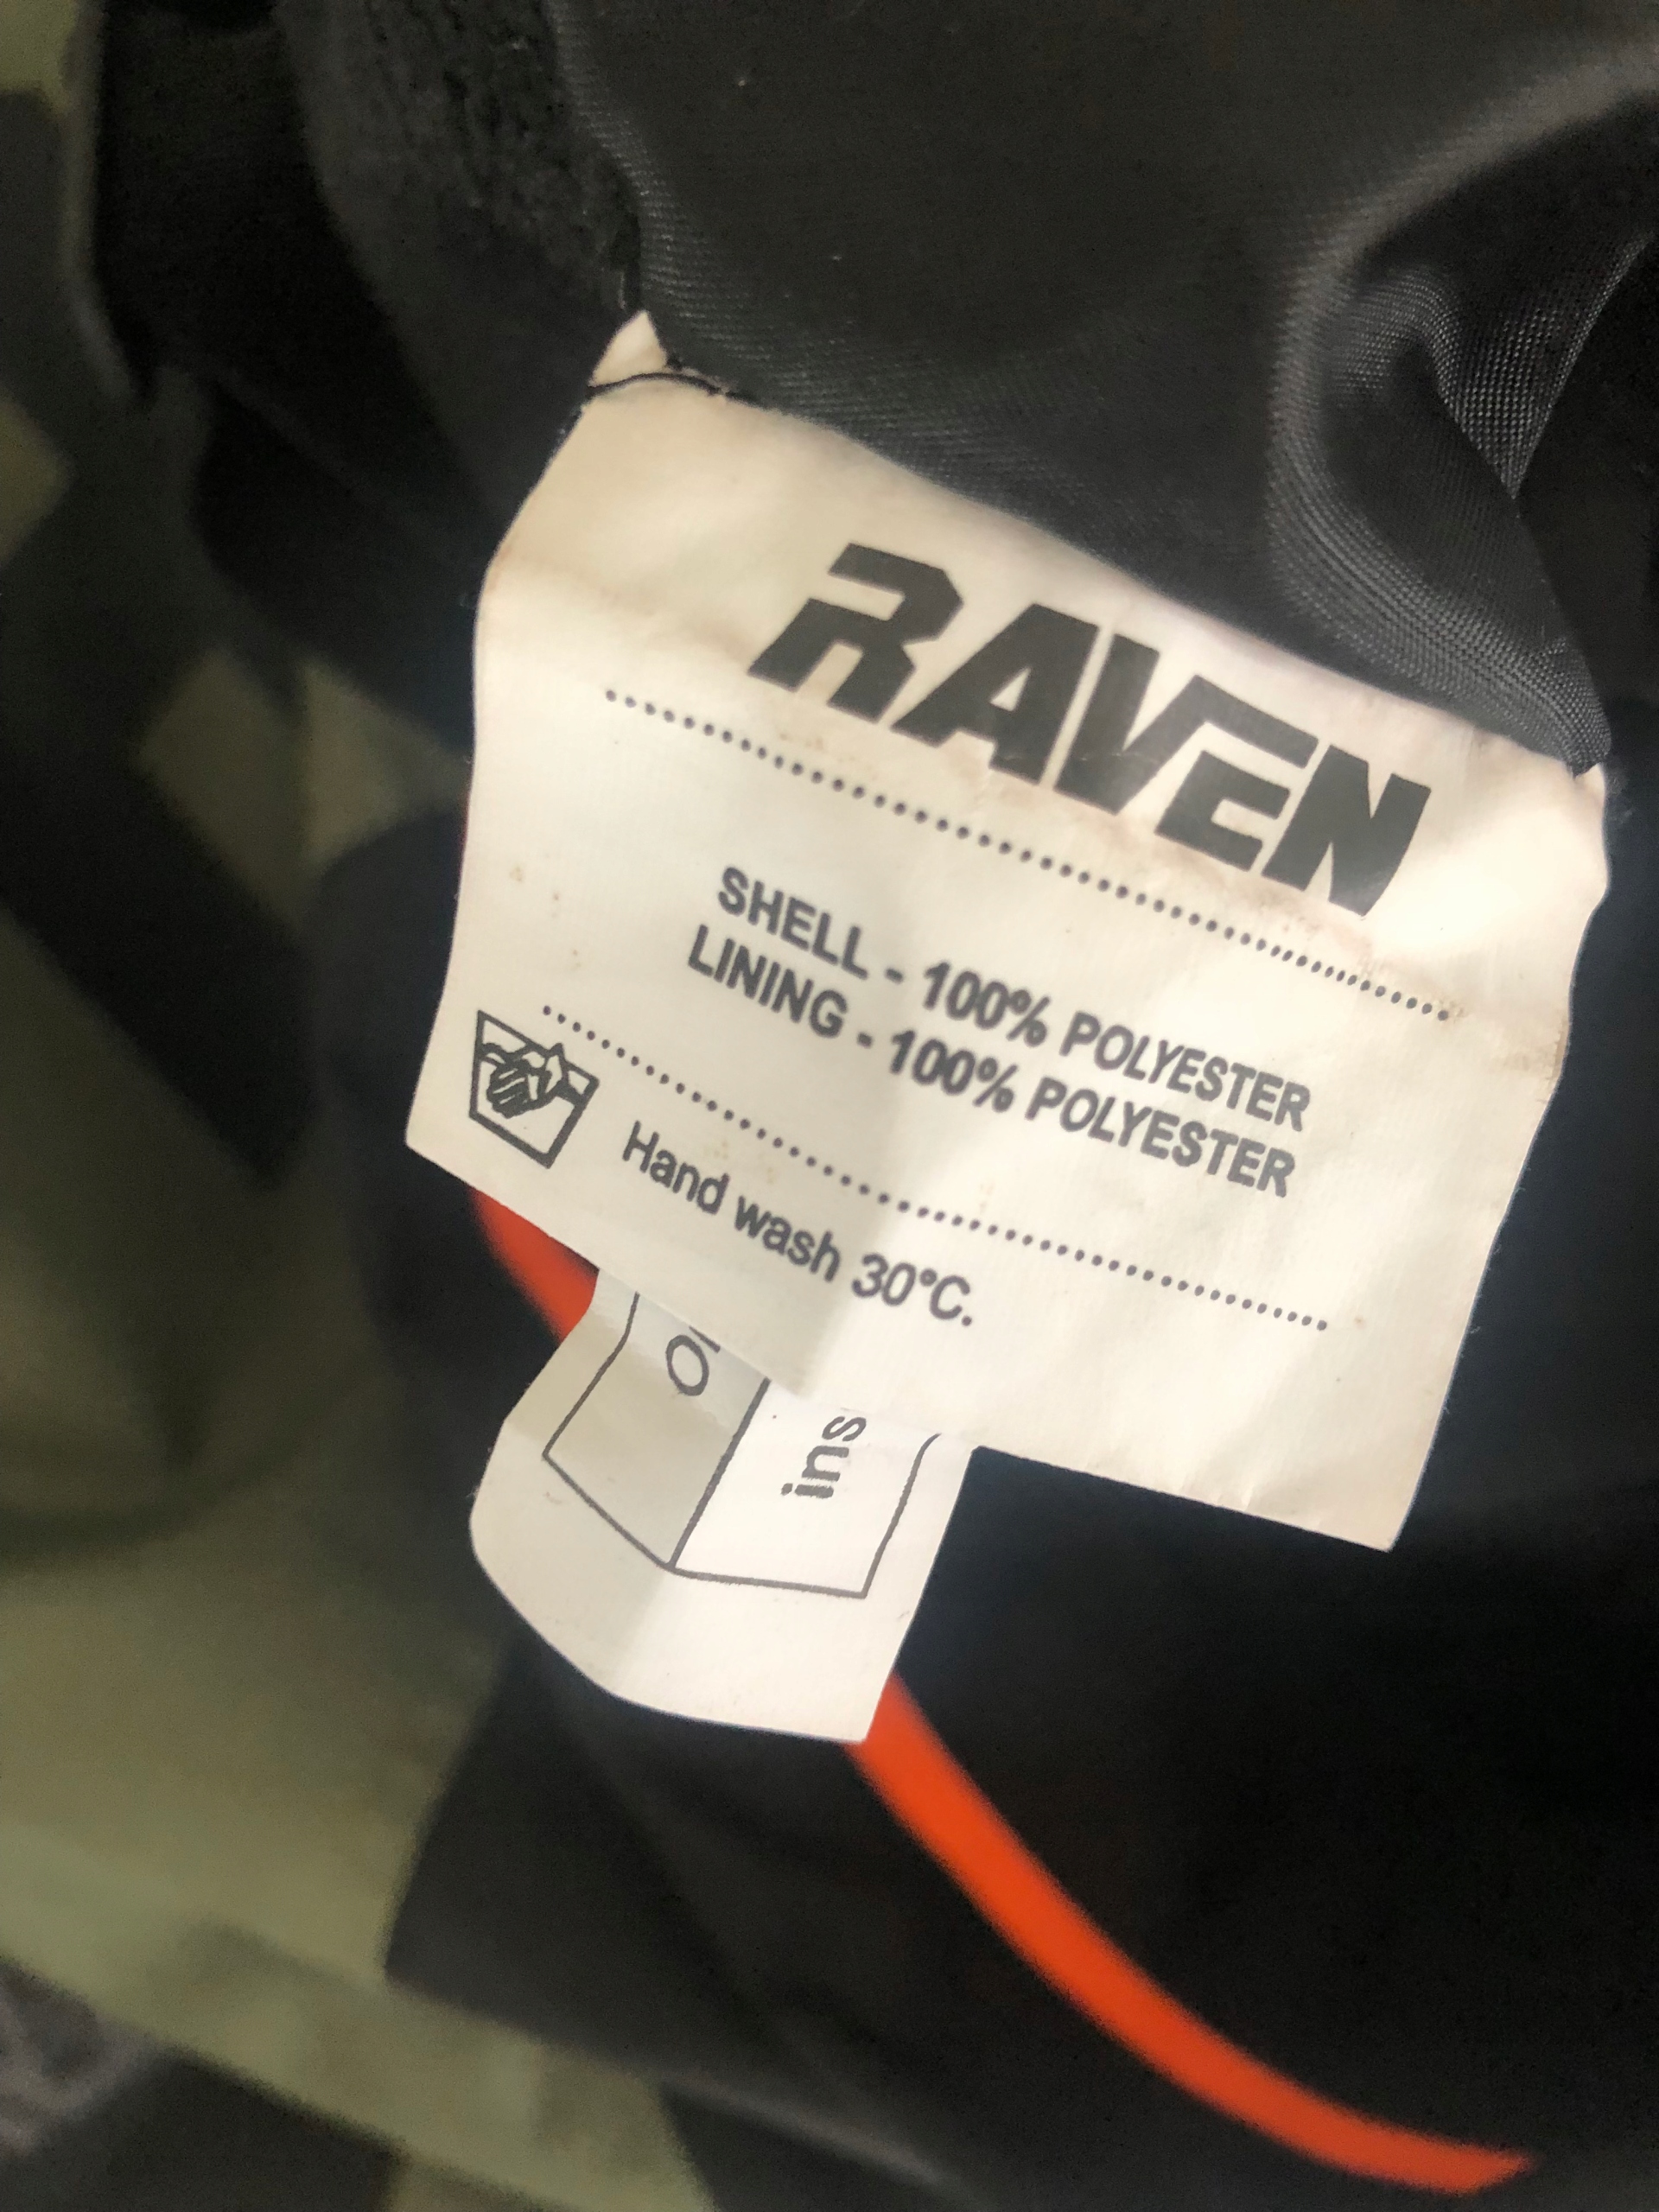 RAVEN
SHELL - 100% POLYESTER
LINING - 100% POLYESTER
Hand wash 30°C.
ins